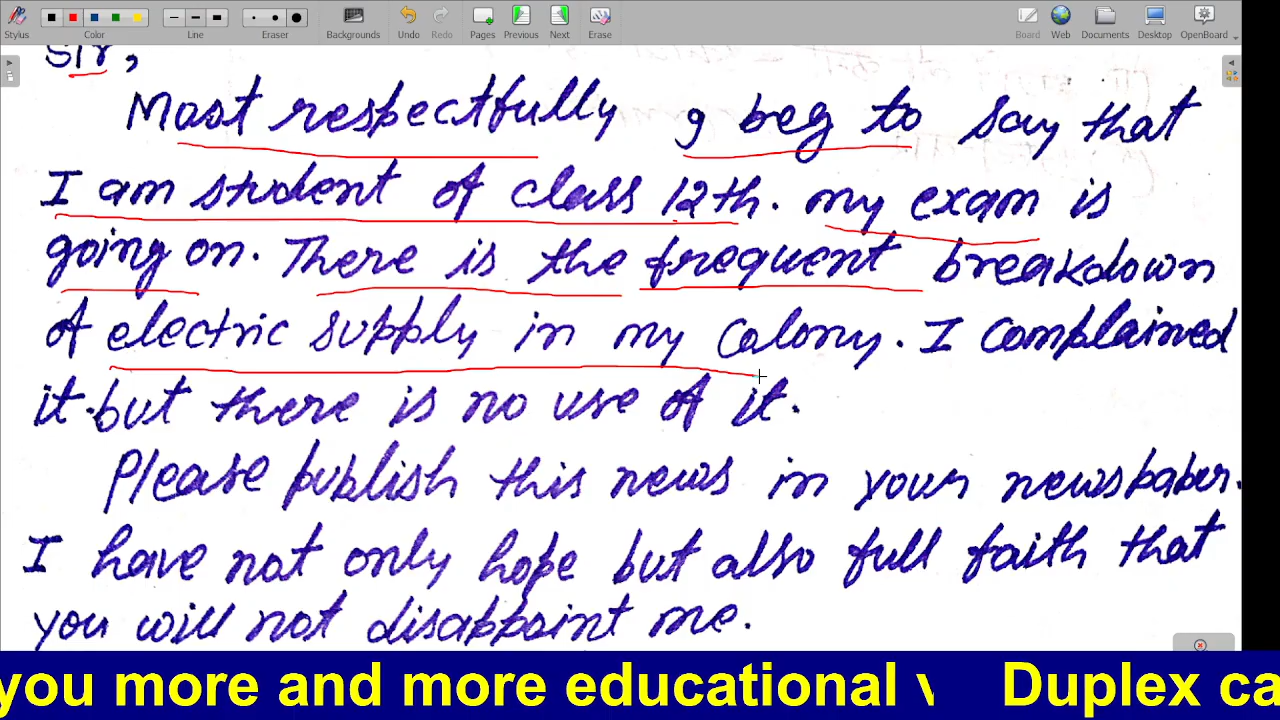 Stylus
Color
Line
Eraser
Backgrounds
Undo
Redo
Pages
Previous
Next
Erase
Board
Web
Documents
Desktop
OpenBoard
Sir,
Most respectfully I beg to say that
I am student of class 12th. my exam is
going on. There is the frequent breakdown
of electric supply in my Colony. I complained
it. but there is no use of it.
Please publish this news in your newspaper.
I have not only hope but also full faith that
you will not disappoint me.
you more and more educational Duplex ca